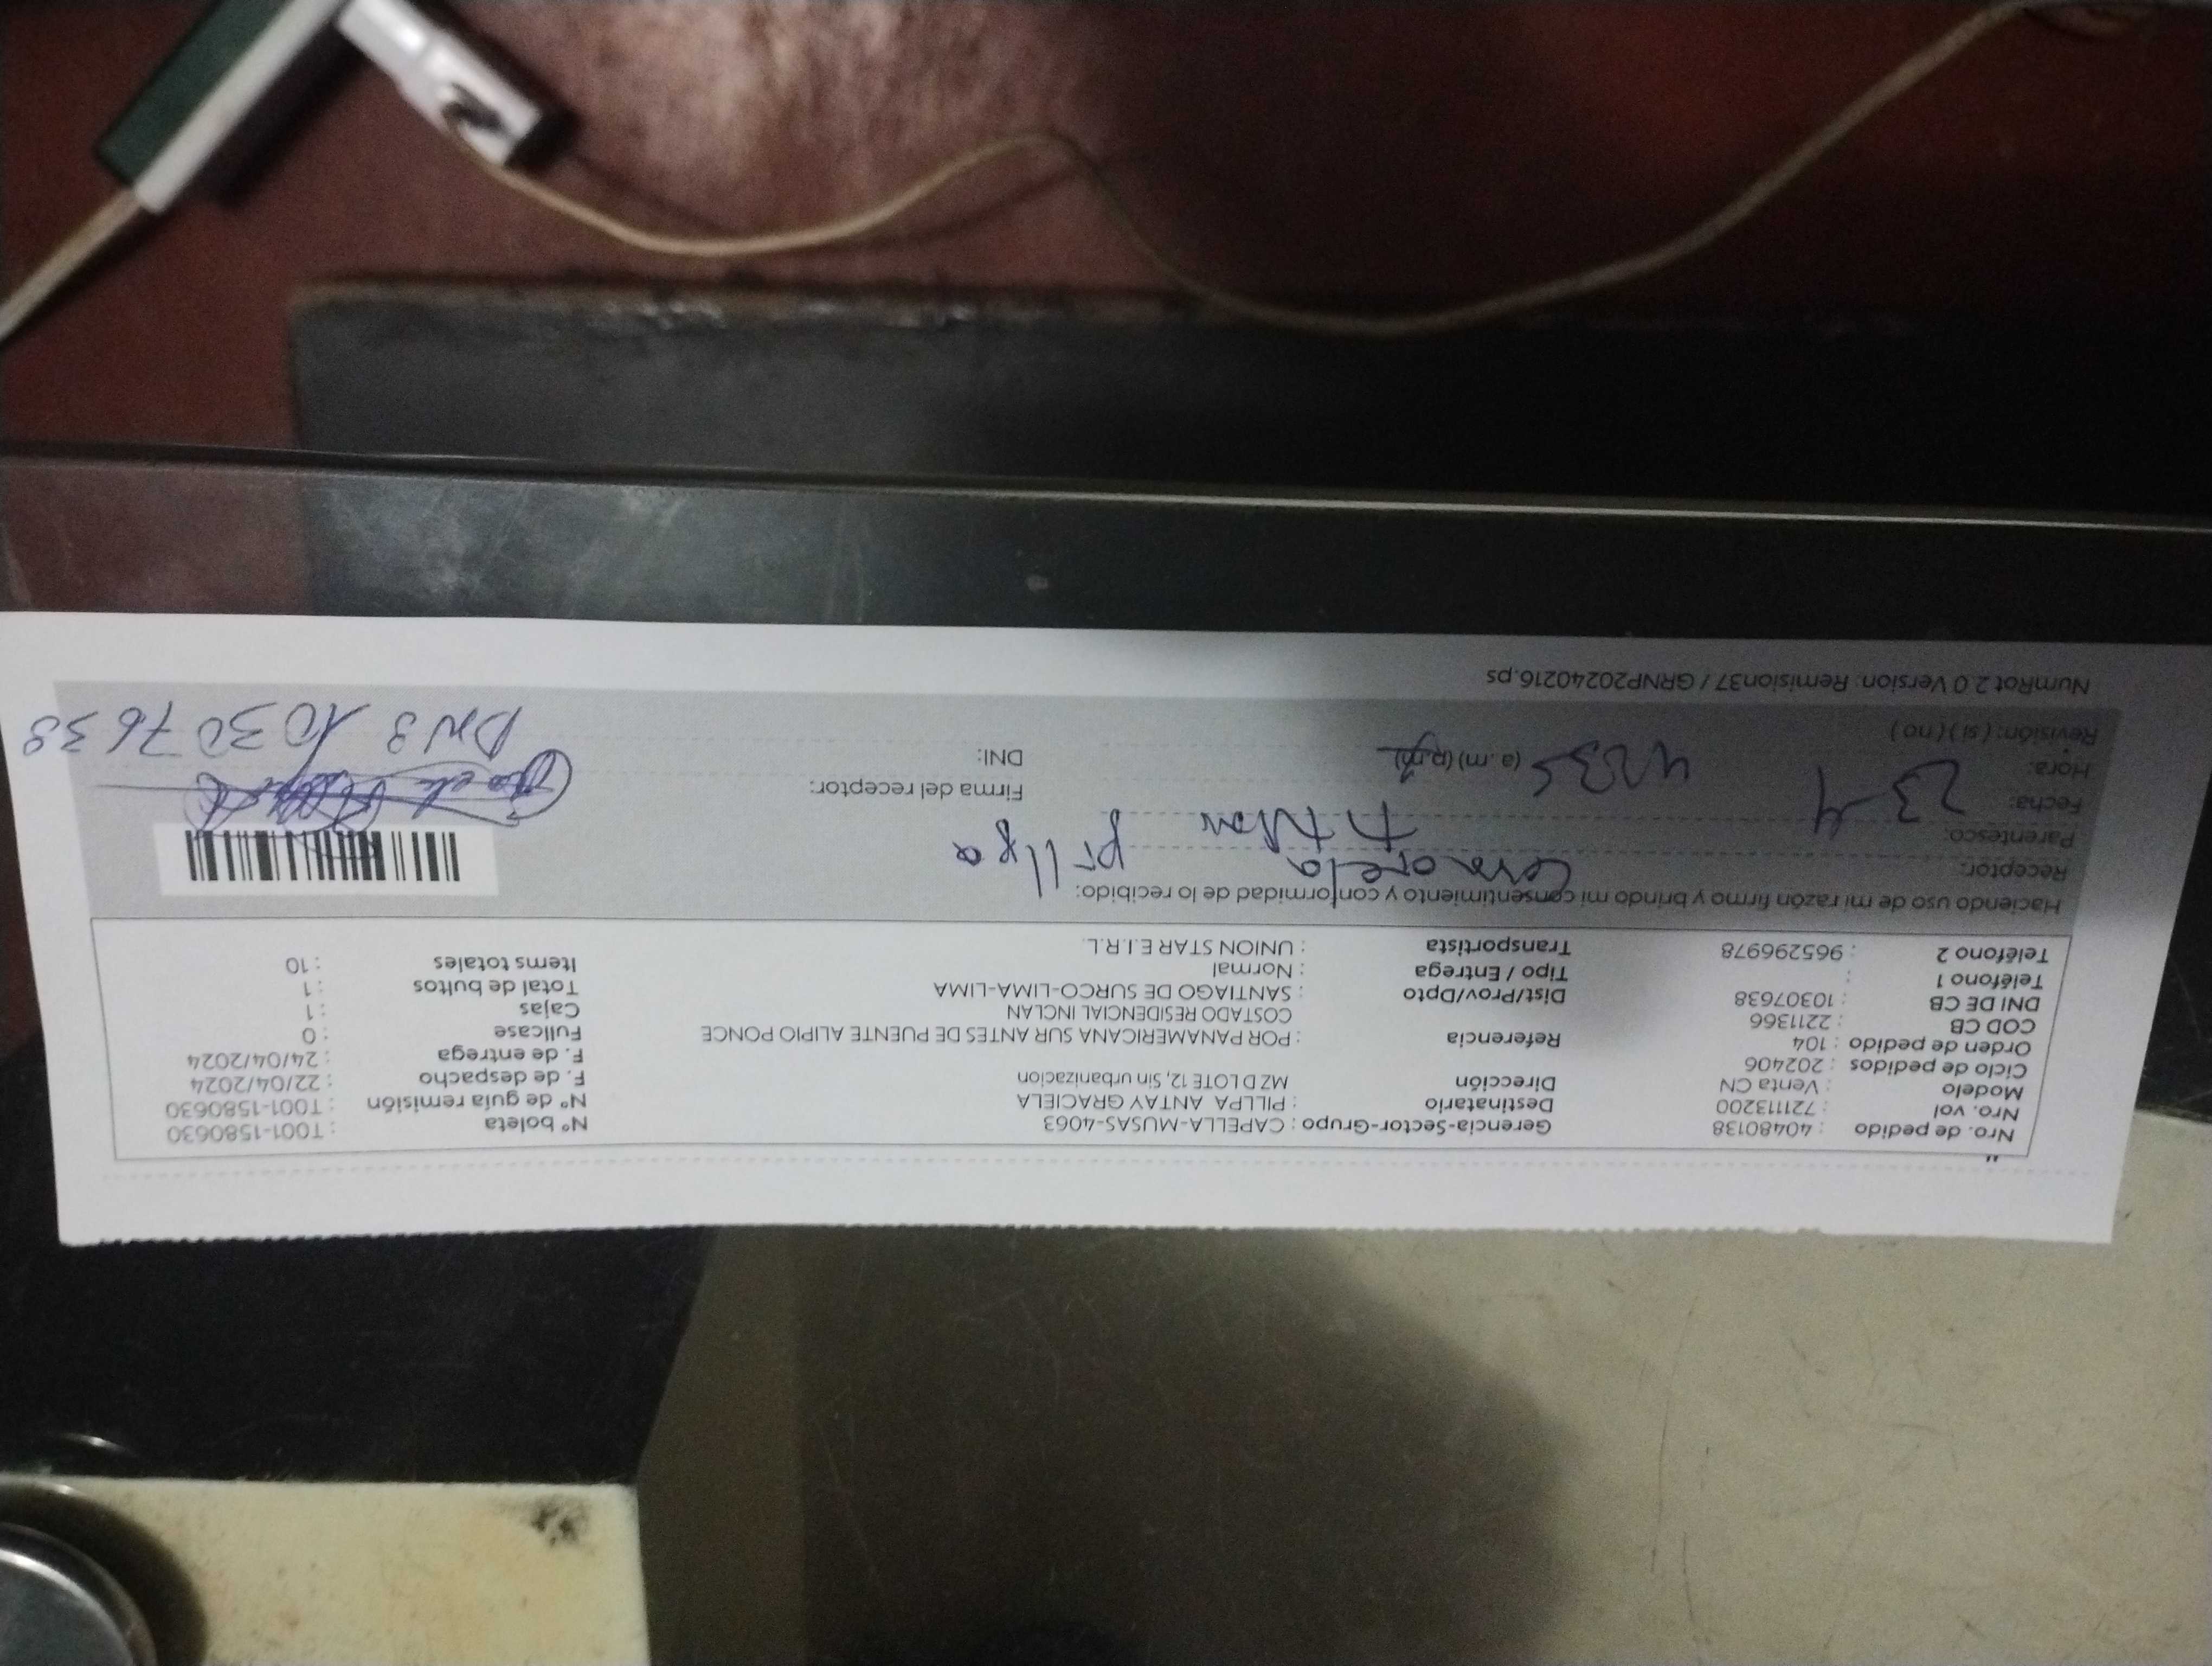 Nro. de pedido : 40480138 Gerencia-Sector-Grupo : CAPELLA-MUSAS-4063 N° boleta : T001-1580630
Nro. vol : 721113200 Destinatario : PILLPA ANTAY GRACIELA N° de guía remisión : T001-1580630
Modelo : Venta CN Dirección MZ D LOTE 12, Sin urbanizacion F. de despacho : 22/04/2024
Ciclo de pedidos : 202406 F. de entrega : 24/04/2024
Orden de pedido : 104 Referencia : POR PANAMERICANA SUR ANTES DE PUENTE ALIPIO PONCE Fullcase : 0
COD CB : 2211366 COSTADO RESIDENCIAL INCLAN Cajas : 1
DNI DE CB : 10307638 Dist/Prov/Dpto : SANTIAGO DE SURCO-LIMA-LIMA Total de bultos : 1
Teléfono 1 : Tipo / Entrega : Normal Items totales : 10
Teléfono 2 : 965296978 Transportista : UNION STAR E.I.R.L.
Haciendo uso de mi razón firmo y brindo mi consentimiento y conformidad de lo recibido:
Receptor:
Parentesco:
Fecha: 23-4 Firma del receptor:
Hora: 4:35 (a. m) (p.m) DNI: DNI 10307638
Revisión: ( si ) ( no )
NumRot 2.0 Version: Remision37 / GRNP20240216.ps